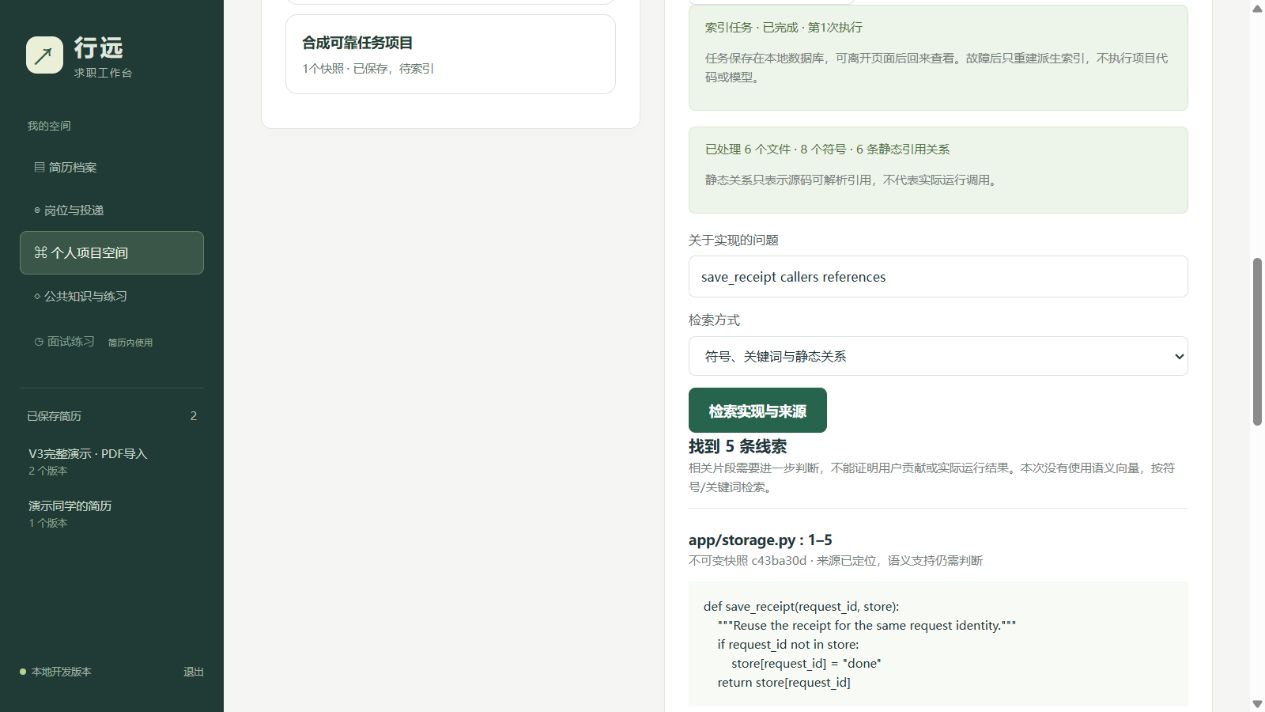 行远
求职工作台
我的空间
简历档案
岗位与投递
⌘ 个人项目空间
公共知识与练习
面试练习 简历内使用
已保存简历 2
V3完整演示 · PDF导入
2 个版本
演示同学的简历
1 个版本
本地开发版本 退出
合成可靠任务项目
1个快照 · 已保存，待索引
索引任务 · 已完成 · 第1次执行
任务保存在本地数据库，可离开页面后回来查看。故障后只重建派生索引，不执行项目代
码或模型。
已处理 6 个文件 · 8 个符号 · 6 条静态引用关系
静态关系只表示源码可解析引用，不代表实际运行调用。
关于实现的问题
save_receipt callers references
检索方式
符号、关键词与静态关系
检索实现与来源
找到 5 条线索
相关片段需要进一步判断，不能证明用户贡献或实际运行结果。本次没有使用语义向量，按符
号/关键词检索。
app/storage.py : 1–5
不可变快照 c43ba30d · 来源已定位，语义支持仍需判断
def save_receipt(request_id, store):
"""Reuse the receipt for the same request identity."""
if request_id not in store:
store[request_id] = "done"
return store[request_id]